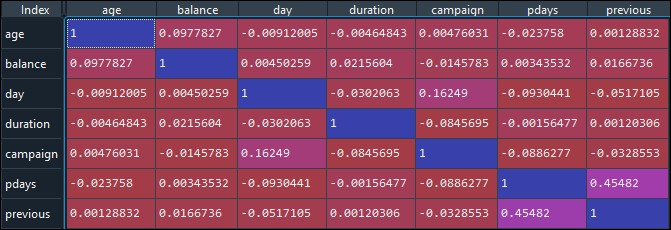 Index age balance day duration campaign pdays previous
age 1 0.0977827 -0.00912005 -0.00464843 0.00476031 -0.023758 0.00128832
balance 0.0977827 1 0.00450259 0.0215604 -0.0145783 0.00343532 0.0166736
day -0.00912005 0.00450259 1 -0.0302063 0.16249 -0.0930441 -0.0517105
duration -0.00464843 0.0215604 -0.0302063 1 -0.0845695 -0.00156477 0.00120306
campaign 0.00476031 -0.0145783 0.16249 -0.0845695 1 -0.0886277 -0.0328553
pdays -0.023758 0.00343532 -0.0930441 -0.00156477 -0.0886277 1 0.45482
previous 0.00128832 0.0166736 -0.0517105 0.00120306 -0.0328553 0.45482 1